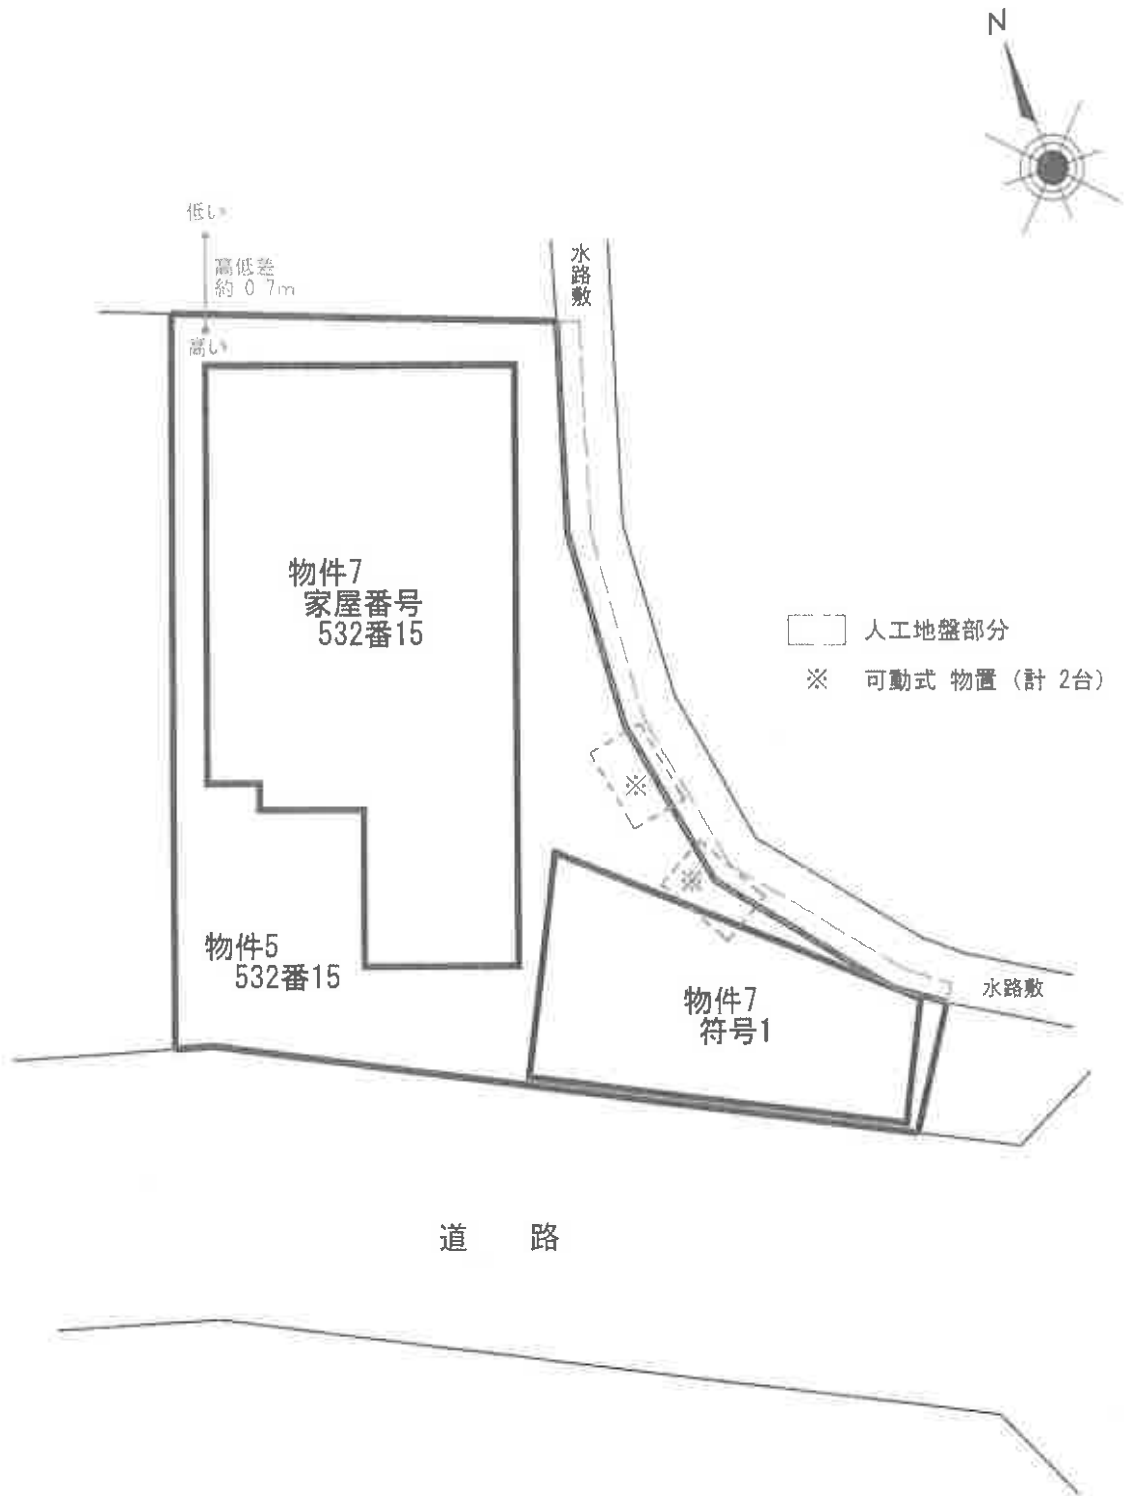 N
低い
高低差
約 0.7m
高い
水路敷
物件7
家屋番号
532番15
人工地盤部分
※ 可動式 物置 (計 2台)
※
※
物件5
532番15
物件7
符号1
水路敷
道 路